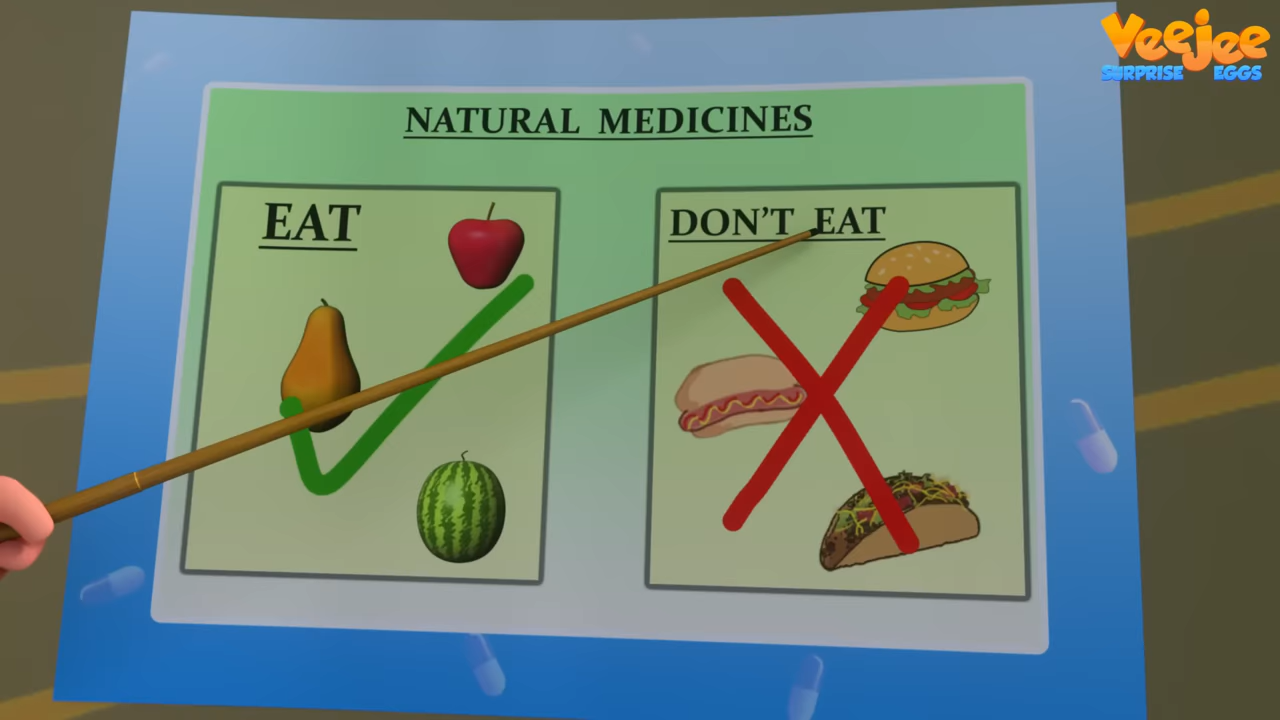 VeeJee
SURPRISE EGGS
NATURAL MEDICINES
EAT
DON'T EAT